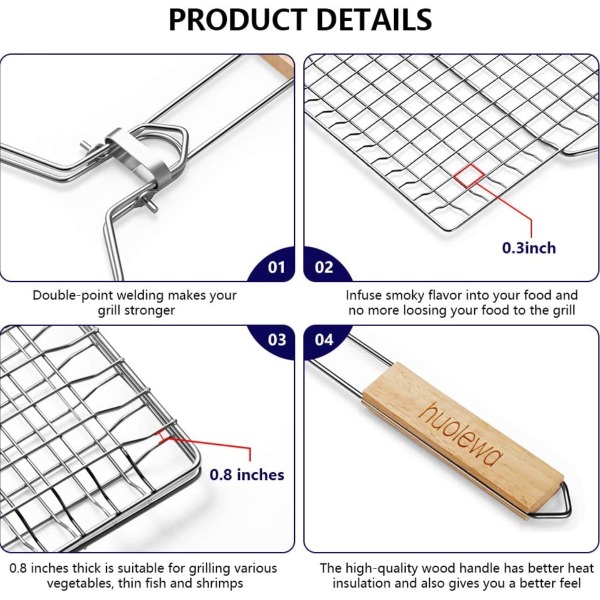 PRODUCT DETAILS
01
Double-point welding makes your
grill stronger
0.3inch
02
Infuse smoky flavor into your food and
no more loosing your food to the grill
03
0.8 inches
0.8 inches thick is suitable for grilling various
vegetables, thin fish and shrimps
04
huolewa
The high-quality wood handle has better heat
insulation and also gives you a better feel